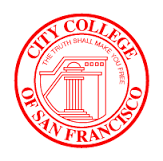 CITY COLLEGE
THE TRUTH SHALL MAKE YOU FREE
OF SAN FRANCISCO